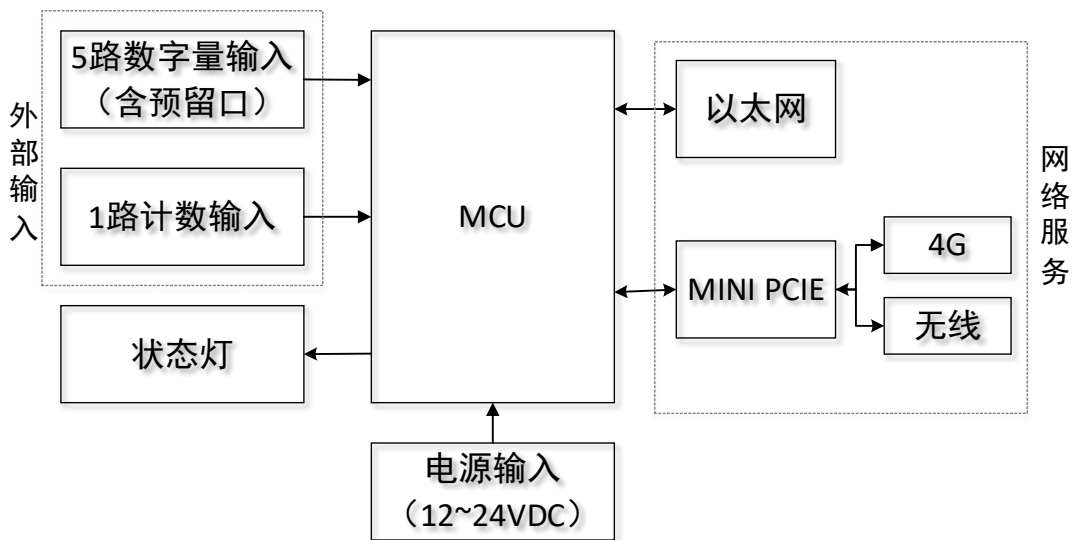 外部输入
5路数字量输入
（含预留口）
1路计数输入
状态灯
MCU
电源输入
（12~24VDC）
以太网
MINI PCIE
4G
无线
网络服务